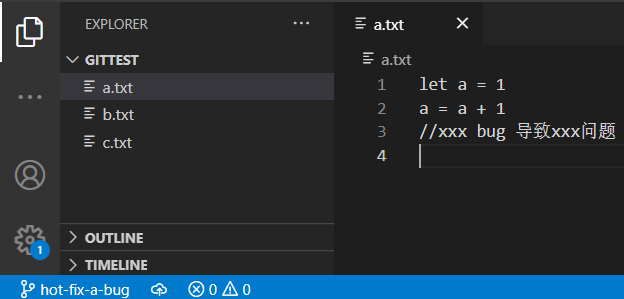 EXPLORER
GITTEST
a.txt
b.txt
c.txt
OUTLINE
TIMELINE
a.txt
a.txt
1 let a = 1
2 a = a + 1
3 //xxx bug 导致xxx问题
4
1
hot-fix-a-bug 0 0